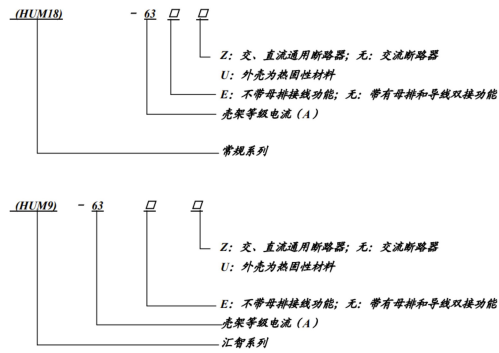 (HUM18) - 63 □ □
Z：交、直流通用断路器；无：交流断路器
U：外壳为热固性材料
E：不带母排接线功能；无：带有母排和导线双接功能
壳架等级电流（A）
常规系列
(HUM9) - 63 □ □
Z：交、直流通用断路器；无：交流断路器
U：外壳为热固性材料
E：不带母排接线功能；无：带有母排和导线双接功能
壳架等级电流（A）
汇智系列